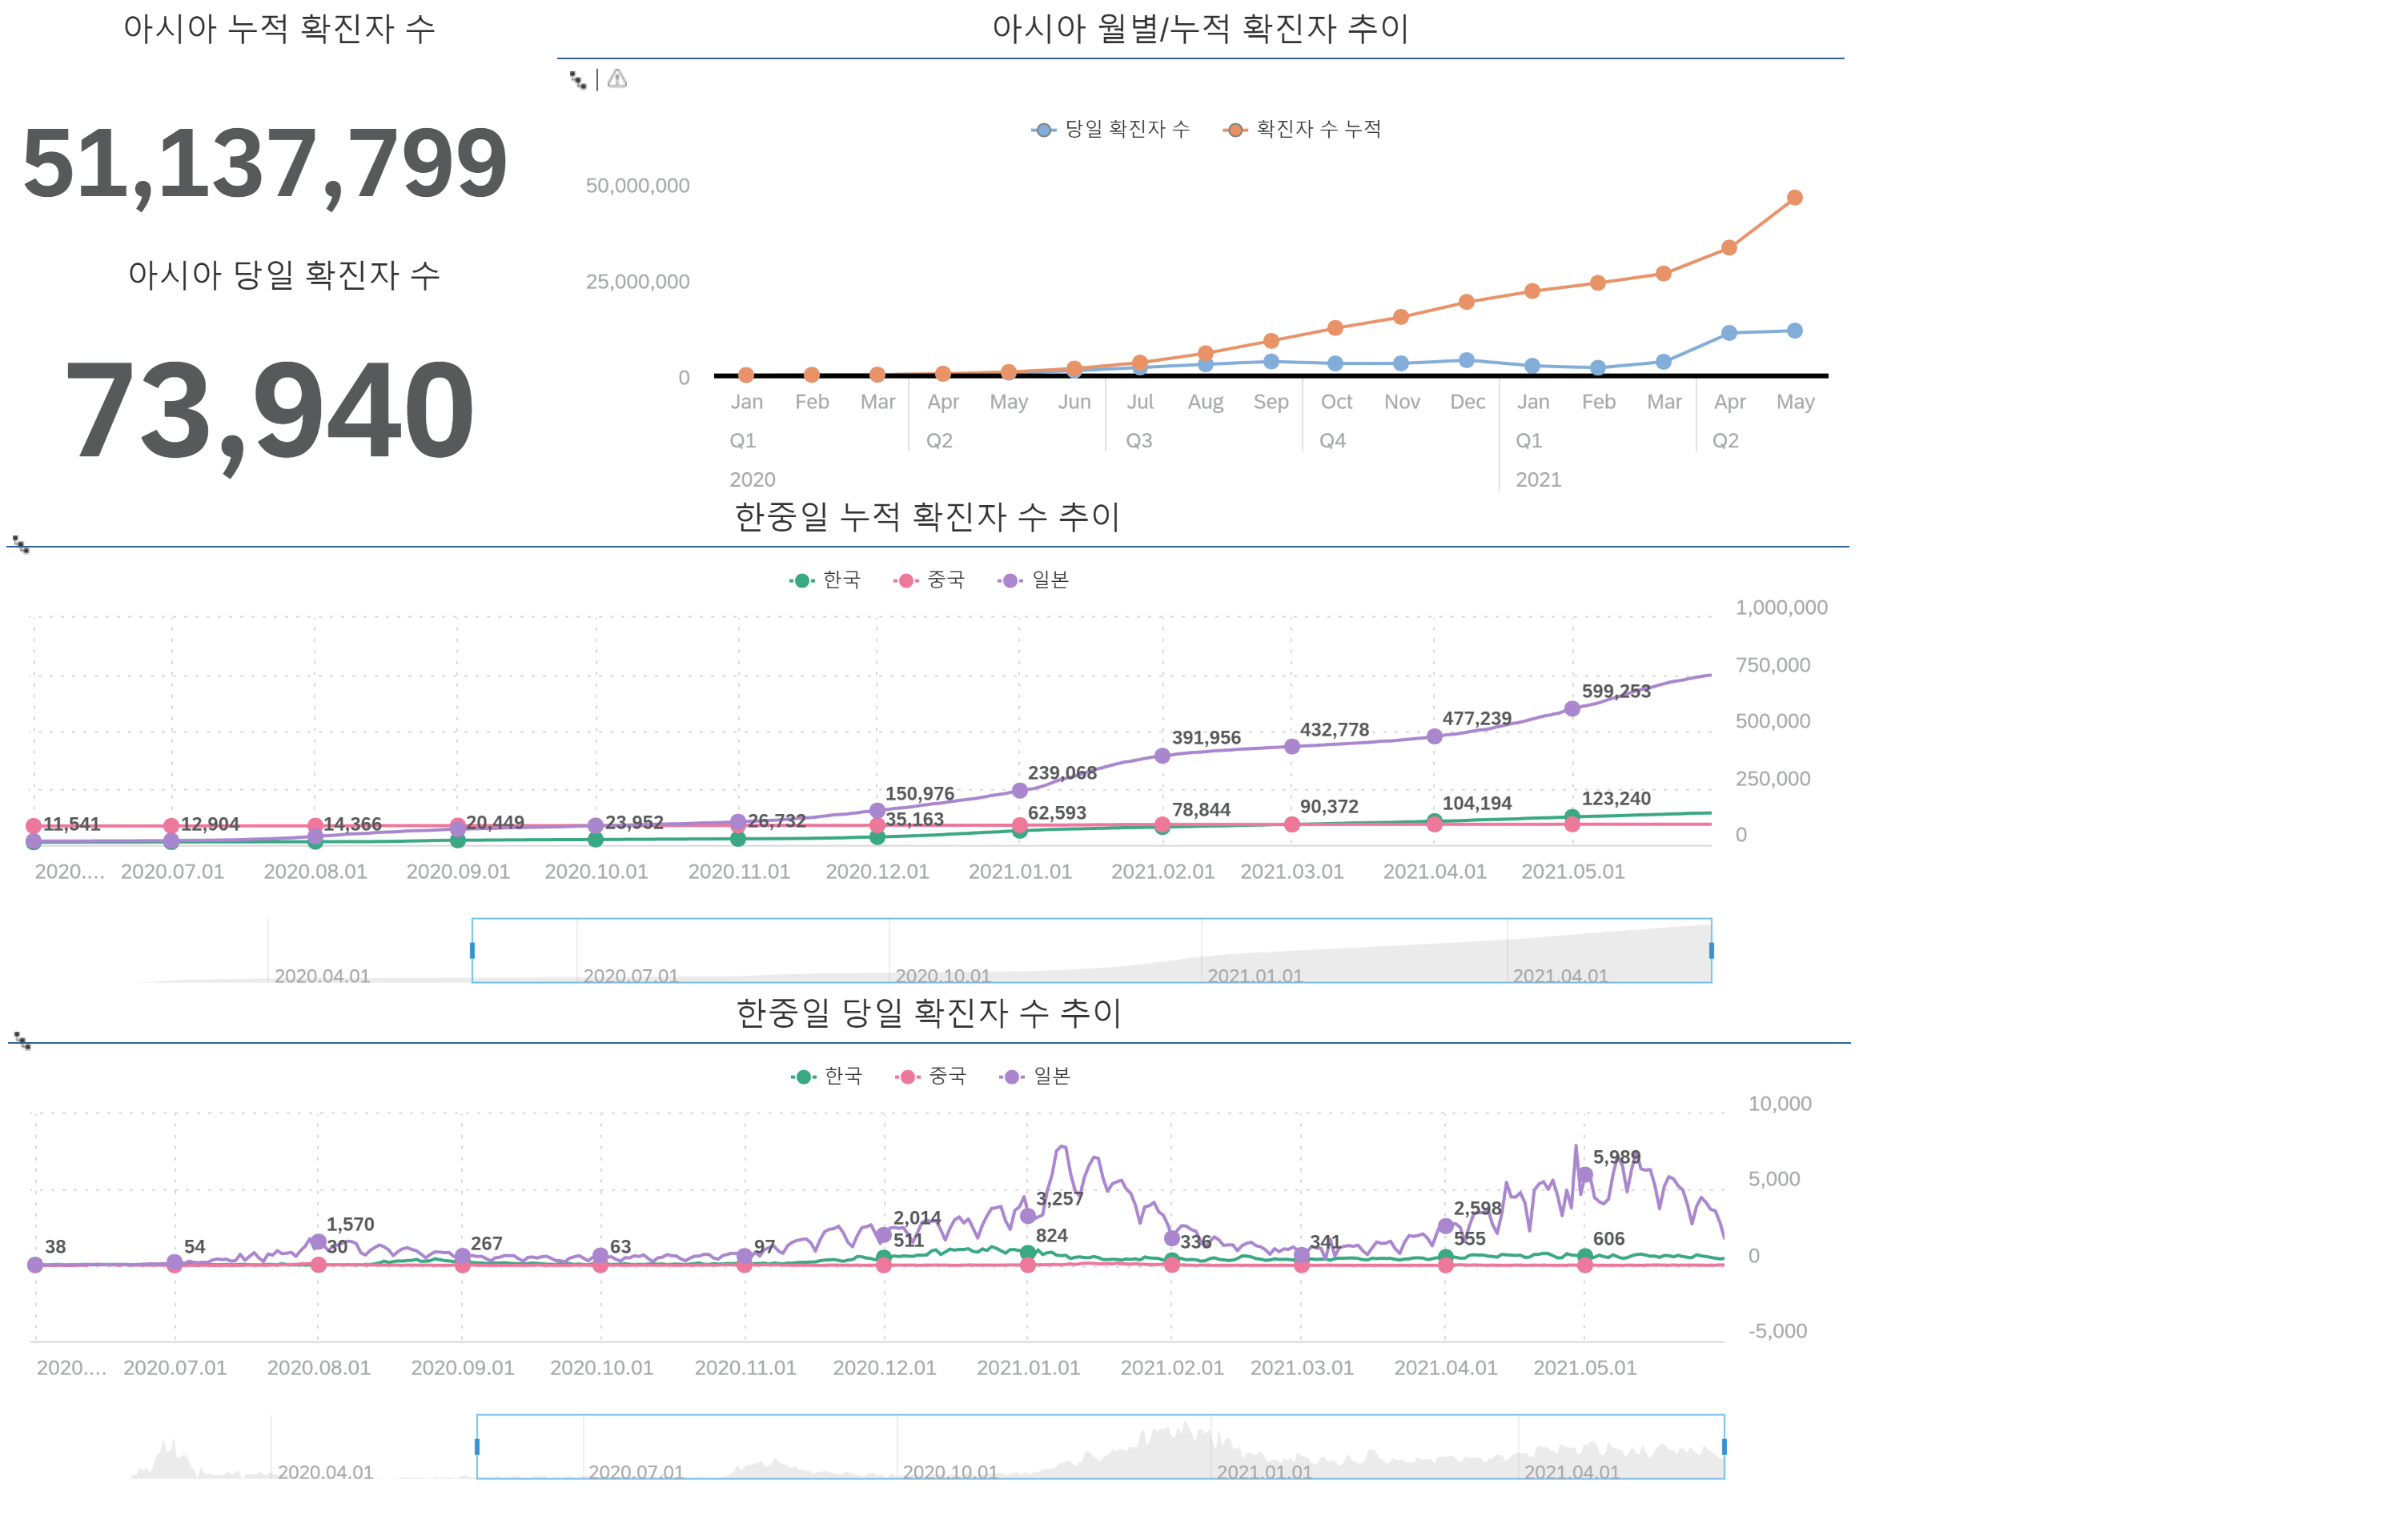 아시아 누적 확진자 수
51,137,799
아시아 당일 확진자 수
73,940
아시아 월별/누적 확진자 추이
당일 확진자 수 확진자 수 누적
50,000,000
25,000,000
0
Jan Feb Mar Apr May Jun Jul Aug Sep Oct Nov Dec Jan Feb Mar Apr May
Q1 Q2 Q3 Q4 Q1 Q2
2020 2021
한중일 누적 확진자 수 추이
한국 중국 일본
1,000,000
750,000
500,000
250,000
0
599,253
477,239
432,778
391,956
239,068
150,976
11,541 12,904 14,366 20,449 23,952 26,732 35,163 62,593 78,844 90,372 104,194 123,240
2020.... 2020.07.01 2020.08.01 2020.09.01 2020.10.01 2020.11.01 2020.12.01 2021.01.01 2021.02.01 2021.03.01 2021.04.01 2021.05.01
2020.04.01 2020.07.01 2020.10.01 2021.01.01 2021.04.01
한중일 당일 확진자 수 추이
한국 중국 일본
10,000
5,000
0
-5,000
1,570 2,014 3,257 2,598 5,989
38 54 30 267 63 97 511 824 336 341 555 606
2020.... 2020.07.01 2020.08.01 2020.09.01 2020.10.01 2020.11.01 2020.12.01 2021.01.01 2021.02.01 2021.03.01 2021.04.01 2021.05.01
2020.04.01 2020.07.01 2020.10.01 2021.01.01 2021.04.01